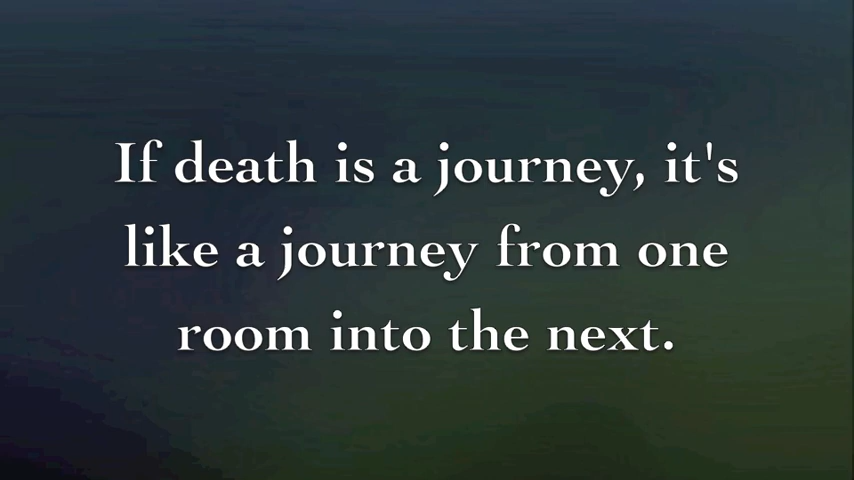 If death is a journey, it's
like a journey from one
room into the next.